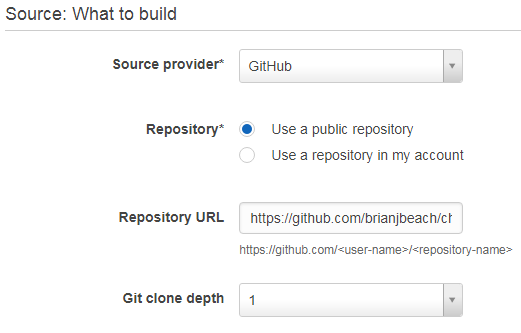 Source: What to build
Source provider* GitHub
Repository* Use a public repository
Use a repository in my account
Repository URL https://github.com/brianjbeach/ch
https://github.com/<user-name>/<repository-name>
Git clone depth 1